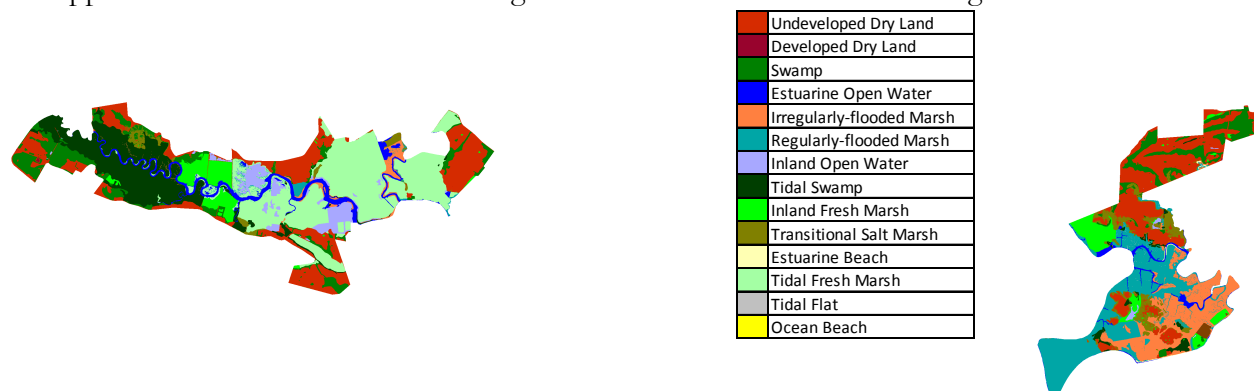 Undeveloped Dry Land
Developed Dry Land
Swamp
Estuarine Open Water
Irregularly-flooded Marsh
Regularly-flooded Marsh
Inland Open Water
Tidal Swamp
Inland Fresh Marsh
Transitional Salt Marsh
Estuarine Beach
Tidal Fresh Marsh
Tidal Flat
Ocean Beach